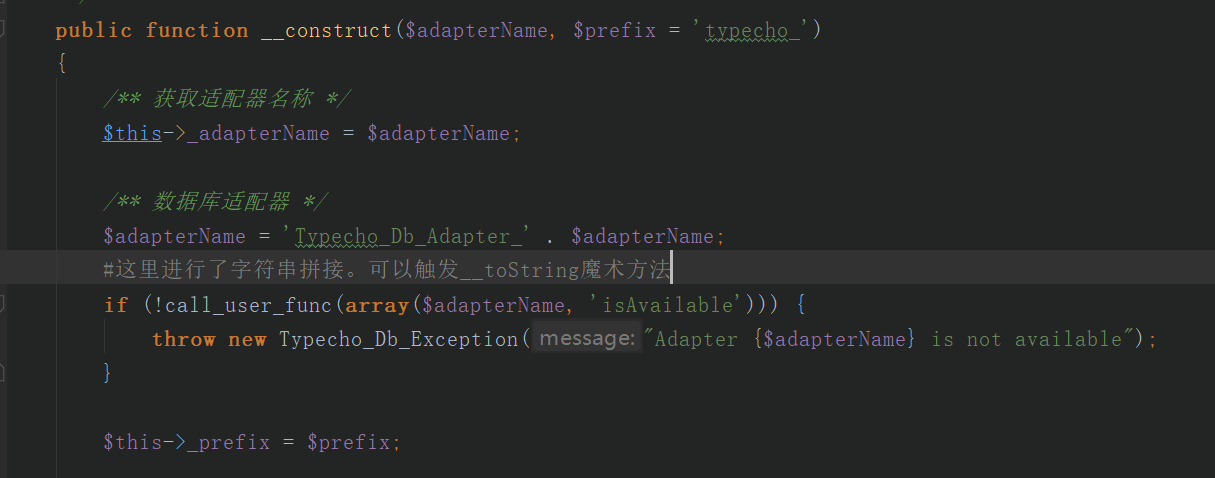 */
public function __construct($adapterName, $prefix = 'typecho_')
{
/** 获取适配器名称 */
$this->_adapterName = $adapterName;
/** 数据库适配器 */
$adapterName = 'Typecho_Db_Adapter_' . $adapterName;
#这里进行了字符串拼接。可以触发__toString魔术方法
if (!call_user_func(array($adapterName, 'isAvailable'))) {
throw new Typecho_Db_Exception( message: "Adapter {$adapterName} is not available");
}
$this->_prefix = $prefix;